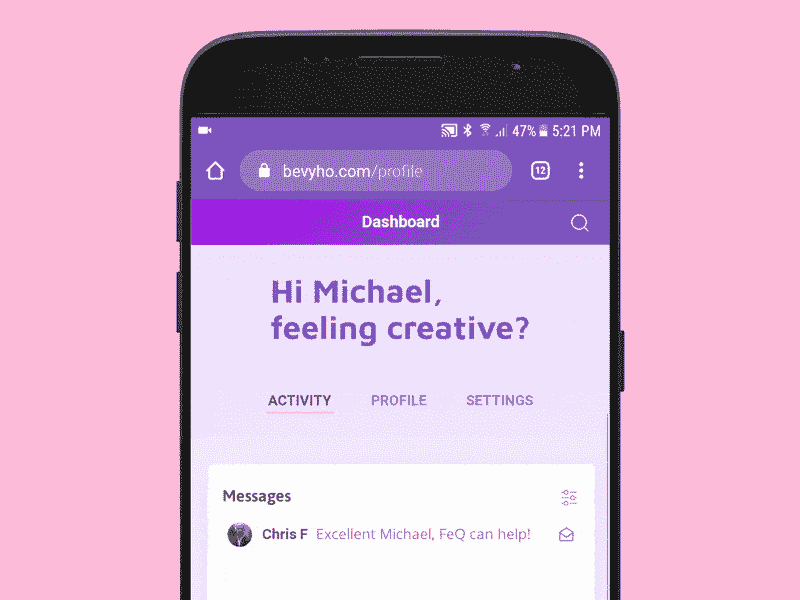 47% 5:21 PM
bevyho.com/profile
12
Dashboard
Hi Michael,
feeling creative?
ACTIVITY PROFILE SETTINGS
Messages
Chris F Excellent Michael, FeQ can help!